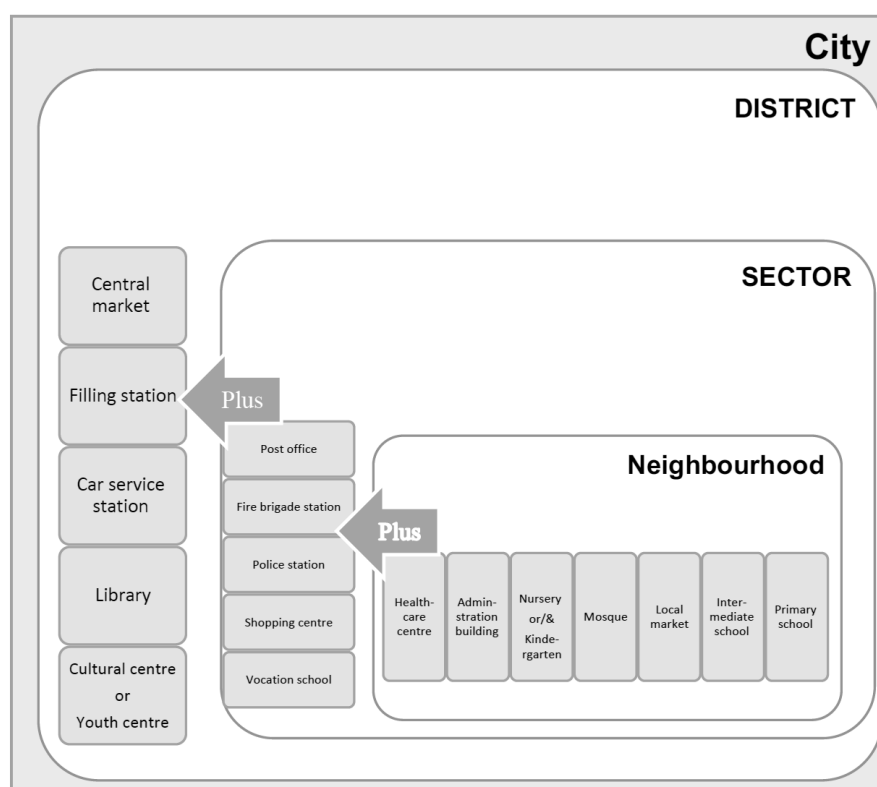 City
DISTRICT
SECTOR
Neighbourhood
Central
market
Filling station
Car service
station
Library
Cultural centre
or
Youth centre
Plus
Post office
Fire brigade station
Police station
Shopping centre
Vocation school
Plus
Health-
care
centre
Admin-
stration
building
Nursery
or/&
Kinde-
rgarten
Mosque
Local
market
Inter-
mediate
school
Primary
school